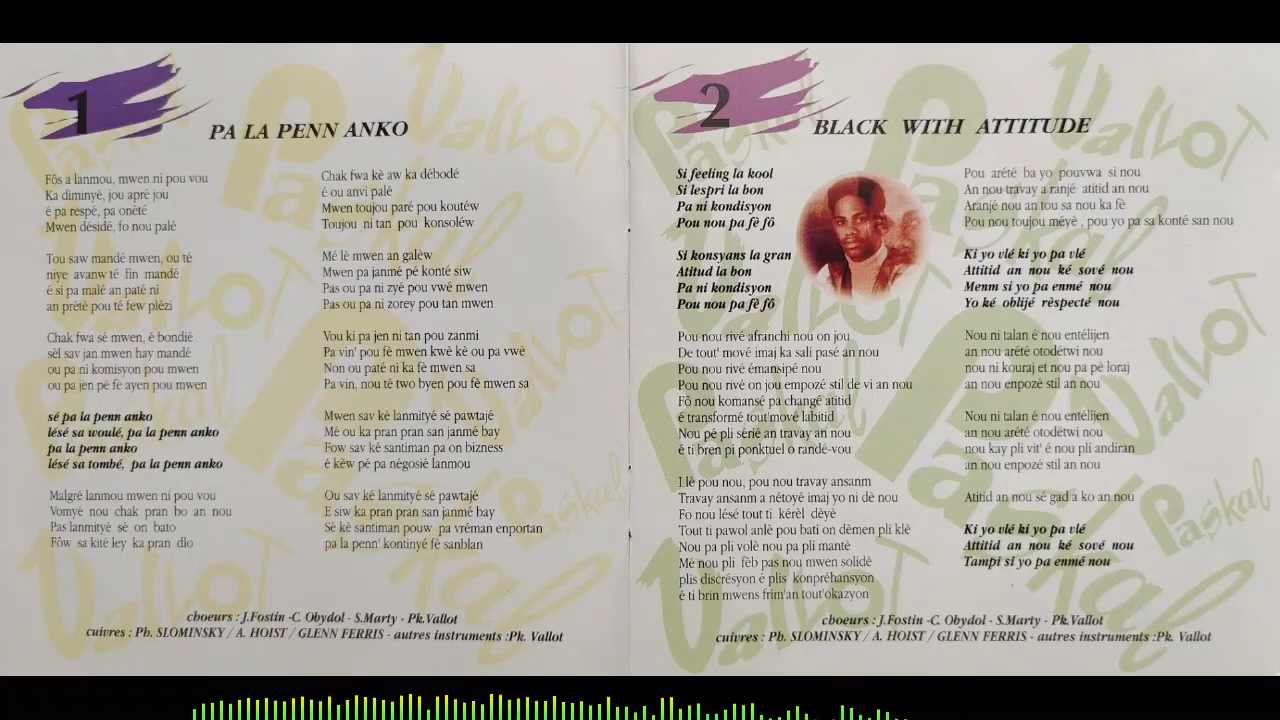 1
PA LA PENN ANKO
Fôs a lanmou, mwen ni pou vou
Ka diminyé, jou apré jou
é pa respé, pa onèté
Mwen désidé, fo nou palé
Tou saw mandé mwen, ou té
niye avanw té fin mandé
é si pa malé an paté ni
an prété pou té few plézi
Chak fwa sé mwen, é bondié
sèl sav jan mwen hay mandé
ou pa ni komisyon pou mwen
ou pa jen pé fè ayen pou mwen
sé pa la penn anko
lésé sa woulé, pa la penn anko
pa la penn anko
lésé sa tombé, pa la penn anko
Malgré lanmou mwen ni pou vou
Vomyé nou chak pran bo an nou
Pas lanmityé sé on bato
Fôw sa kité ley ka pran dlo
Chak fwa kè aw ka débodé
é ou anvi palé
Mwen toujou paré pou koutéw
Toujou ni tan pou konsoléw
Mé lè mwen an galèw
Mwen pa janmé pé konté siw
Pas ou pa ni zyé pou vwé mwen
Pas ou pa ni zorey pou tan mwen
Vou ki pa jen ni tan pou zanmi
Pa vin' pou fè mwen kwè kè ou pa vwè
Non ou paté ni ka fè mwen sa
Pa vin, nou té two byen pou fè mwen sa
Mwen sav kè lanmityé sé pawtajé
Mé ou ka pran pran san janmé bay
Fow sav ké santiman pa on bizness
é kèw pé pa négosié lanmou
Ou sav ké lanmityé sé pawtajé
E siw ka pran pran san janmé bay
Sé kè santiman pouw pa vréman enportan
pa la penn' kontinyé fè sanblan
choeurs : J.Fostin -C. Obydol - S.Marty - Pk.Vallot
cuivres : Ph. SLOMINSKY / A. HOIST / GLENN FERRIS - autres instruments :Pk. Vallot
2
BLACK WITH ATTITUDE
Si feeling la kool
Si lespri la bon
Pa ni kondisyon
Pou nou pa fè fô
Si konsyans la gran
Atitud la bon
Pa ni kondisyon
Pou nou pa fè fô
Pou nou rivé afranchi nou on jou
De tout' mové imaj ka sali pasé an nou
Pou nou rivé émansipé nou
Pou nou rivé on jou empozé stil de vi an nou
Fô nou komansé pa changé atitid
é transformé tout'mové labitid
Nou pé pli sérié an travay an nou
é ti bren pi ponktuel o rande-vou
I lè pou nou, pou nou travay ansanm
Travay ansanm a nétoyé imaj yo ni dè nou
Fo nou lésé tout ti kérèl dèyè
Tout ti pawol anlè pou bati on dèmen pli klè
Nou pa pli volè nou pa pli mantè
Mé nou pli fèb pas nou mwen solidè
plis discrésyon é plis konpréhansyon
é ti brin mwens frim'an tout'okazyon
Pou arété ba yo pouvwa si nou
An nou travay a ranjé atitid an nou
Aranjé nou an tou sa nou ka fè
Pou nou toujou méyè , pou yo pa sa konté san nou
Ki yo vlé ki yo pa vlé
Attitid an nou ké sové nou
Menm si yo pa enmé nou
Yo ké oblijé rèspecté nou
Nou ni talan é nou entélijen
an nou arété otodétwi nou
nou ni kouraj et nou pa pè loraj
an nou enpozé stil an nou
Nou ni talan é nou entélijen
an nou arété otodétwi nou
nou kay pli vit' é nou pli andiran
an nou enpozé stil an nou
Atitid an nou sé gad a ko an nou
Ki yo vlé ki yo pa vlé
Attitid an nou ké sové nou
Tampi si yo pa enmé nou
choeurs : J.Fostin -C. Obydol - S.Marty - Pk.Vallot
cuivres : Ph. SLOMINSKY / A. HOIST / GLENN FERRIS - autres instruments :Pk. Vallot